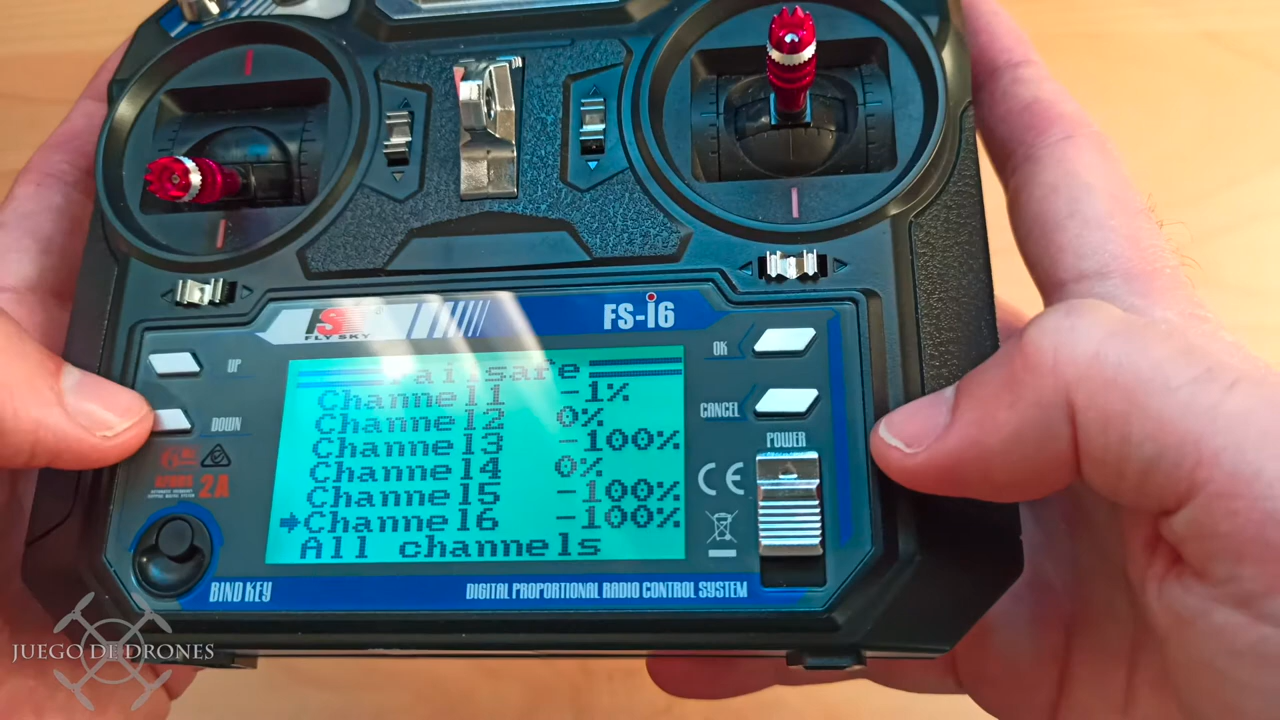 FS
FLY SKY
FS-i6
UP
DOWN
OK
CANCEL
POWER
Failsafe
Channel1 -1%
Channel2 0%
Channel3 -100%
Channel4 0%
Channel5 -100%
Channel6 -100%
All channels
2A
CE
BIND KEY
DIGITAL PROPORTIONAL RADIO CONTROL SYSTEM
JUEGO DE DRONES